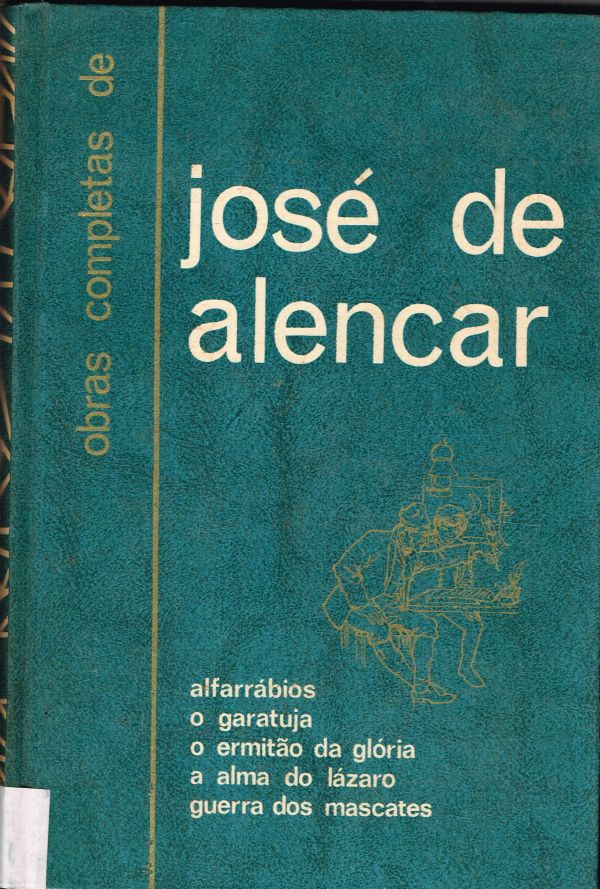 obras completas de
josé de
alencar
alfarrábios
o garatuja
o ermitão da glória
a alma do lázaro
guerra dos mascates